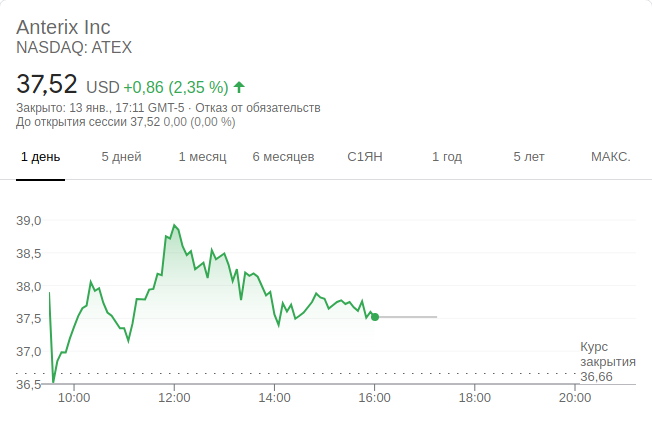 Anterix Inc
NASDAQ: ATEX
37,52 USD +0,86 (2,35 %)
Закрыто: 13 янв., 17:11 GMT-5 · Отказ от обязательств
До открытия сессии 37,52 0,00 (0,00 %)
1 день 5 дней 1 месяц 6 месяцев С1ЯН 1 год 5 лет МАКС.
39,0
38,5
38,0
37,5
37,0
36,5
Курс
закрытия
36,66
10:00 12:00 14:00 16:00 18:00 20:00